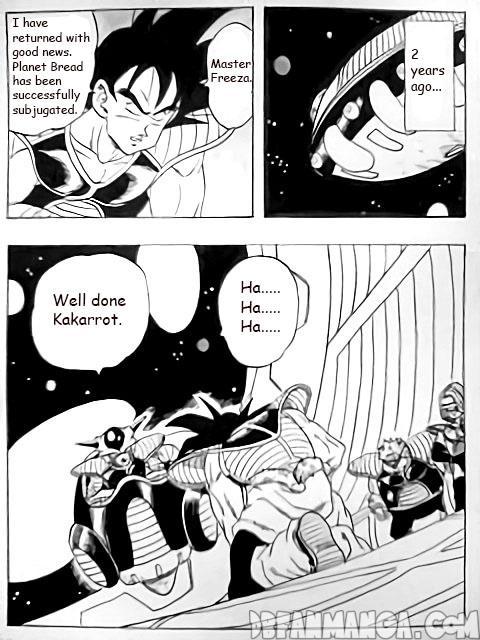 2
years
ago...
Master
Freeza.
I have
returned with
good news.
Planet Bread
has been
successfully
subjugated.
Ha.....
Ha.....
Ha.....
Well done
Kakarrot.
DBFANMANGA.COM